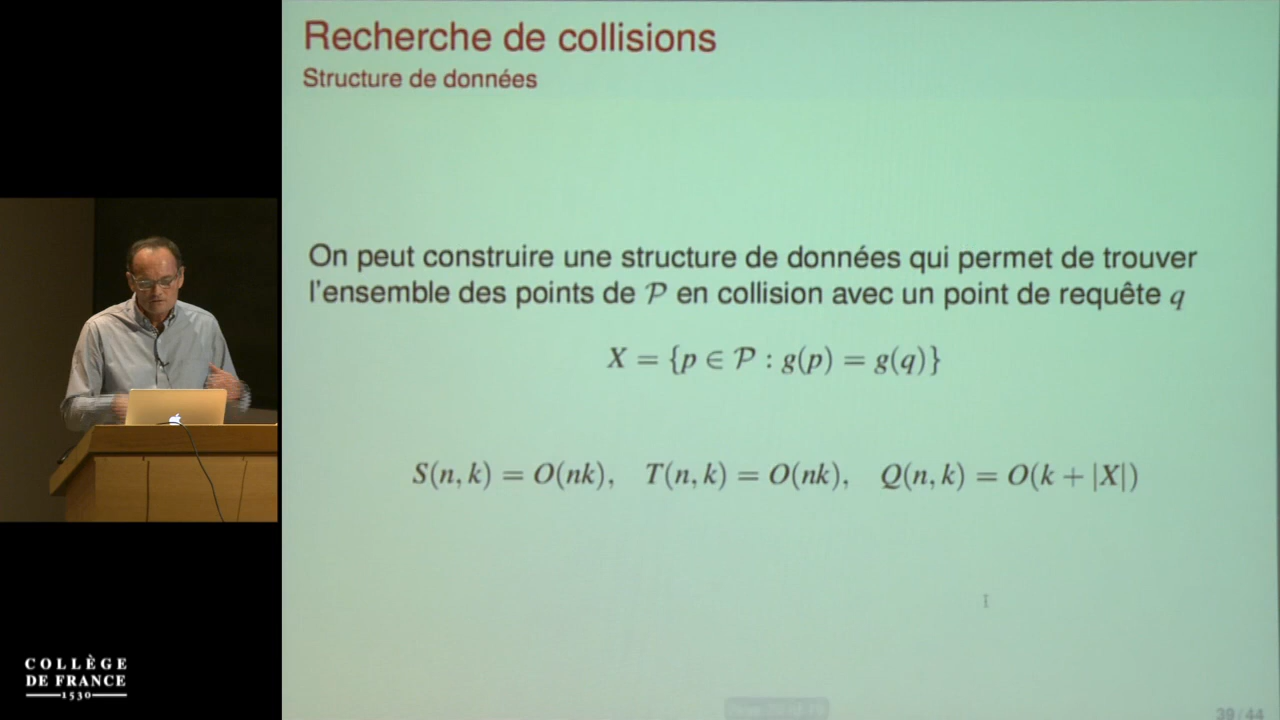 Recherche de collisions
Structure de données
On peut construire une structure de données qui permet de trouver
l'ensemble des points de P en collision avec un point de requête q
X = {p ∈ P : g(p) = g(q)}
S(n, k) = O(nk), T(n, k) = O(nk), Q(n, k) = O(k + |X|)
39 / 44
COLLÈGE
DE FRANCE
1530